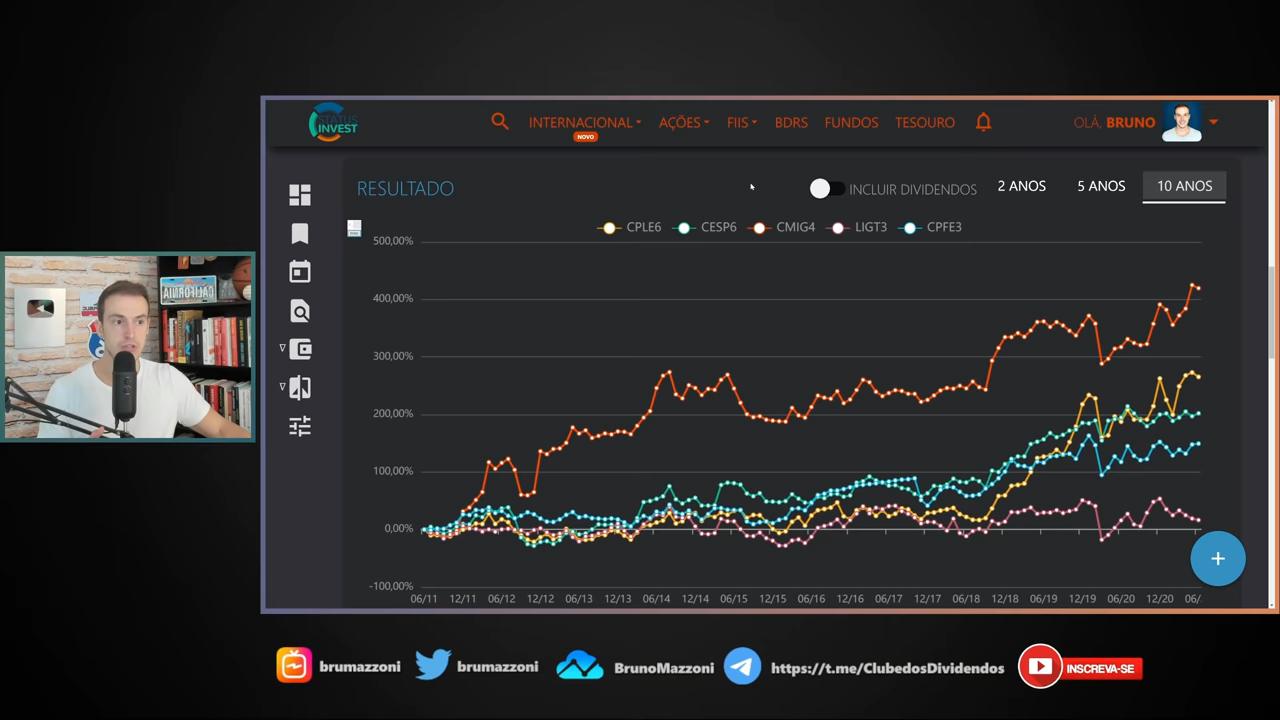 STATUS
INVEST
INTERNACIONAL
NOVO
AÇÕES
FIIS
BDRS
FUNDOS
TESOURO
OLÁ, BRUNO
RESULTADO
INCLUIR DIVIDENDOS
2 ANOS
5 ANOS
10 ANOS
CPLE6 CESP6 CMIG4 LIGT3 CPFE3
500,00%
400,00%
300,00%
200,00%
100,00%
0,00%
-100,00%
06/11 12/11 06/12 12/12 06/13 12/13 06/14 12/14 06/15 12/15 06/16 12/16 06/17 12/17 06/18 12/18 06/19 12/19 06/20 12/20 06/
+
CALIFORNIA
brumazzoni
brumazzoni
BrunoMazzoni
https://t.me/ClubedosDividendos
INSCREVA-SE